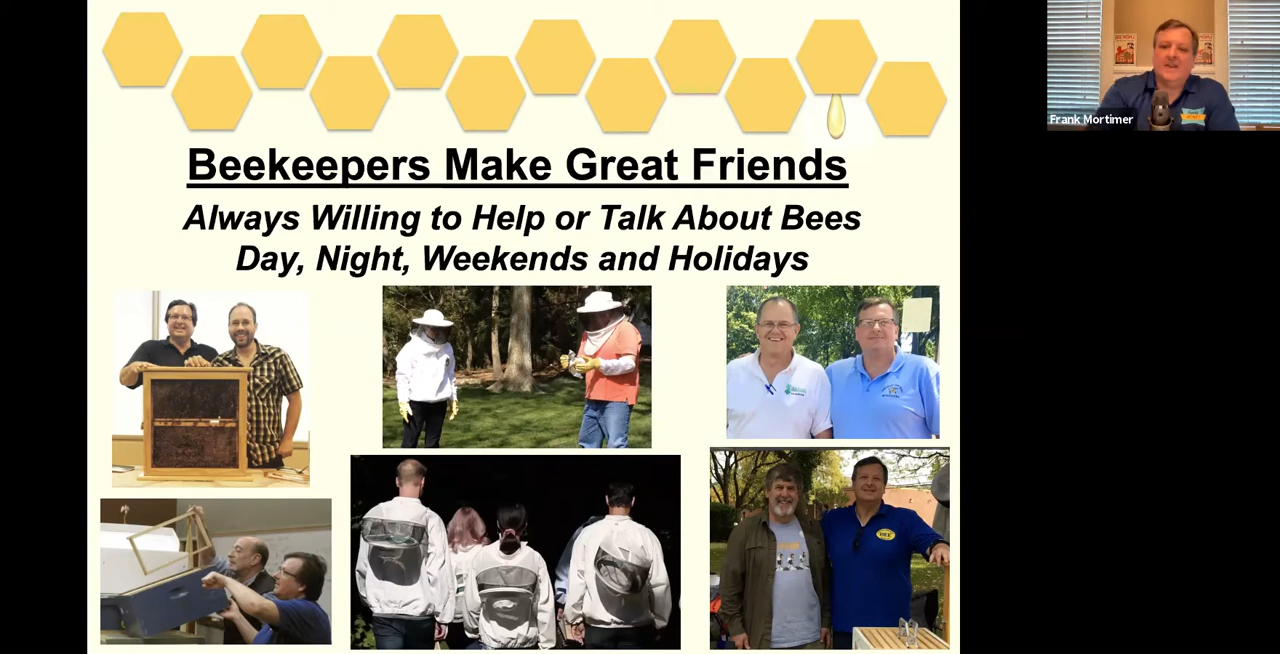 Beekeepers Make Great Friends
Always Willing to Help or Talk About Bees
Day, Night, Weekends and Holidays
Frank Mortimer